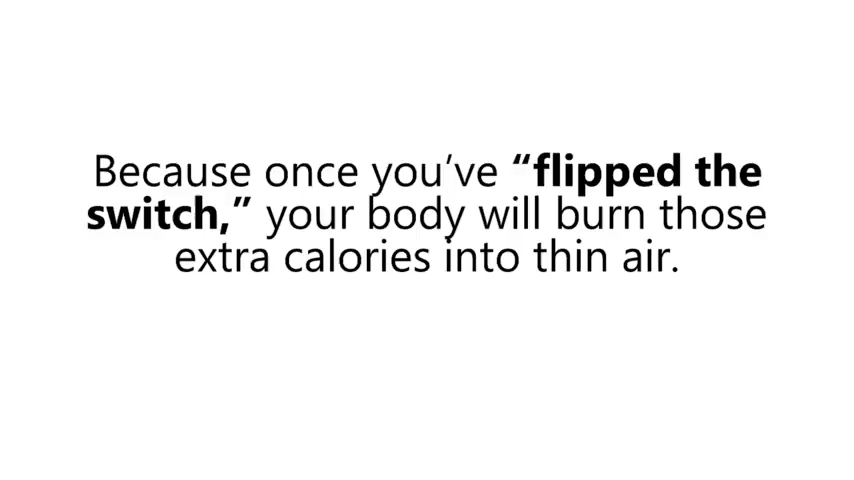 Because once you’ve “flipped the
switch,” your body will burn those
extra calories into thin air.